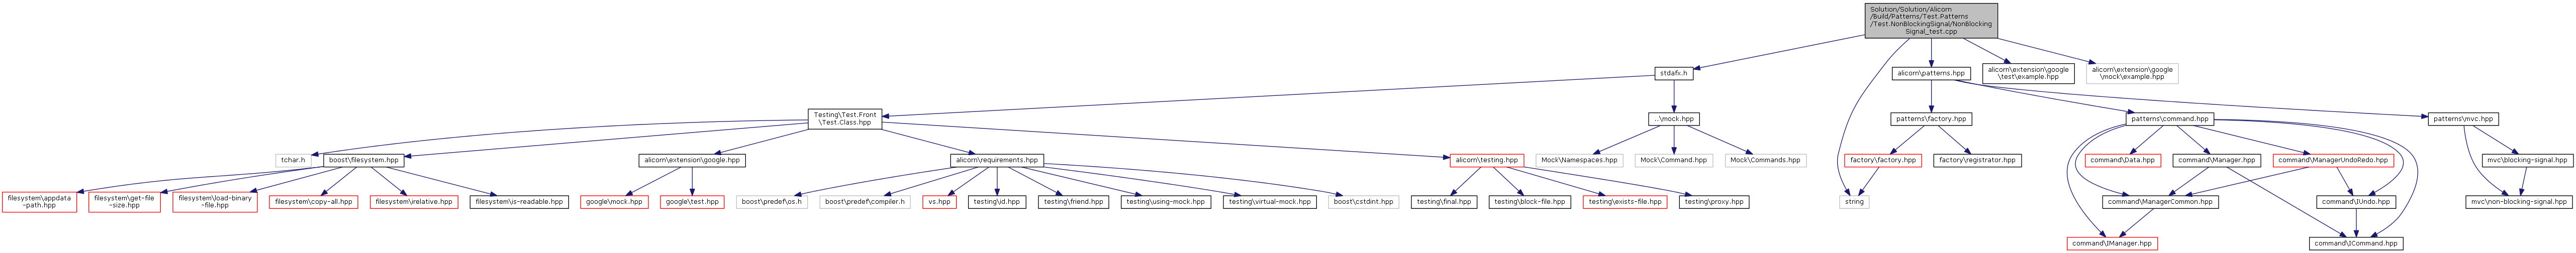 Solution/Solution/Alicorn
/Build/Patterns/Test.Patterns
/Test.NonBlockingSignal/NonBlocking
Signal_test.cpp
stdafx.h
alicorn\patterns.hpp
alicorn\extension\google
\test\example.hpp
alicorn\extension\google
\mock\example.hpp
Testing\Test.Front
\Test.Class.hpp
..\mock.hpp
patterns\factory.hpp
patterns\command.hpp
patterns\mvc.hpp
tchar.h
boost\filesystem.hpp
alicorn\extension\google.hpp
alicorn\requirements.hpp
alicorn\testing.hpp
Mock\Namespaces.hpp
Mock\Command.hpp
Mock\Commands.hpp
factory\factory.hpp
factory\registrator.hpp
command\Data.hpp
command\Manager.hpp
command\ManagerUndoRedo.hpp
mvc\blocking-signal.hpp
filesystem\appdata
-path.hpp
filesystem\get-file
-size.hpp
filesystem\load-binary
-file.hpp
filesystem\copy-all.hpp
filesystem\irelative.hpp
filesystem\is-readable.hpp
google\mock.hpp
google\test.hpp
boost\predef\os.h
boost\predef\compiler.h
vs.hpp
testing\id.hpp
testing\friend.hpp
testing\using-mock.hpp
testing\virtual-mock.hpp
boost\cstdint.hpp
testing\final.hpp
testing\block-file.hpp
testing\exists-file.hpp
testing\proxy.hpp
string
command\ManagerCommon.hpp
command\IUndo.hpp
mvc\non-blocking-signal.hpp
command\IManager.hpp
command\ICommand.hpp